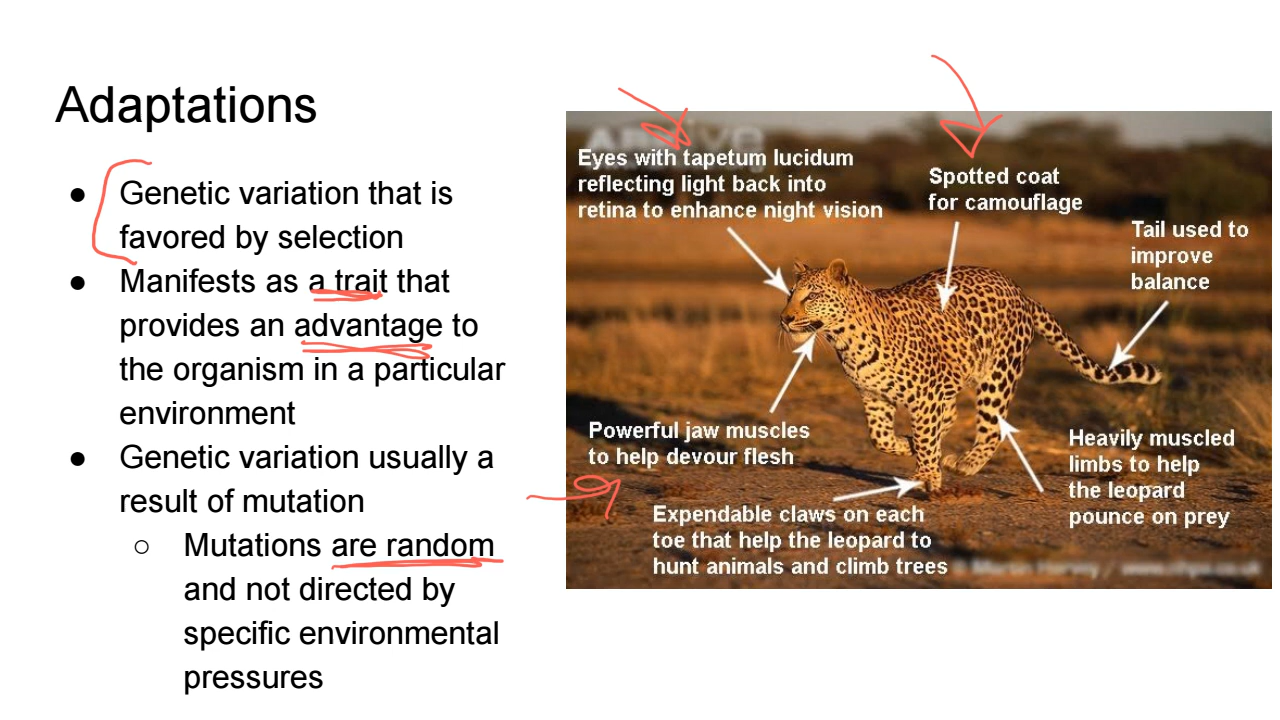 Adaptations
● Genetic variation that is
favored by selection
● Manifests as a trait that
provides an advantage to
the organism in a particular
environment
● Genetic variation usually a
result of mutation
○ Mutations are random
and not directed by
specific environmental
pressures
Eyes with tapetum lucidum
reflecting light back into
retina to enhance night vision
Spotted coat
for camouflage
Tail used to
improve
balance
Powerful jaw muscles
to help devour flesh
Heavily muscled
limbs to help
the leopard
pounce on prey
Expendable claws on each
toe that help the leopard to
hunt animals and climb trees